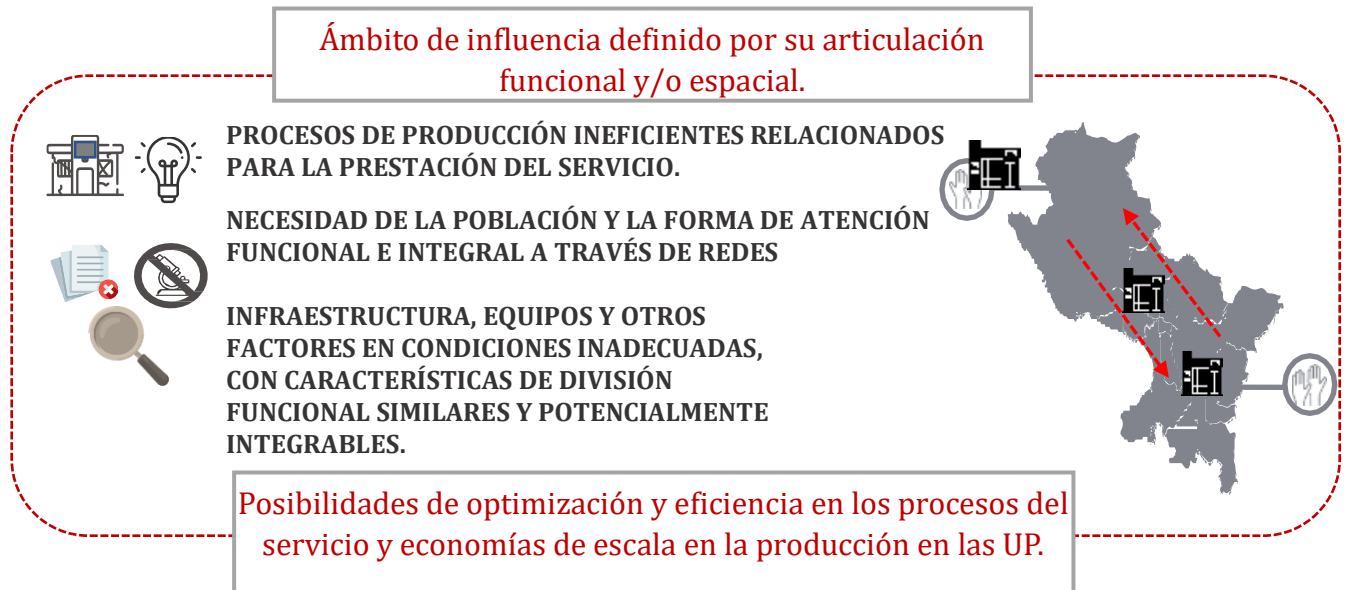 Ámbito de influencia definido por su articulación
funcional y/o espacial.
PROCESOS DE PRODUCCIÓN INEFICIENTES RELACIONADOS
PARA LA PRESTACIÓN DEL SERVICIO.
NECESIDAD DE LA POBLACIÓN Y LA FORMA DE ATENCIÓN
FUNCIONAL E INTEGRAL A TRAVÉS DE REDES
INFRAESTRUCTURA, EQUIPOS Y OTROS
FACTORES EN CONDICIONES INADECUADAS,
CON CARACTERÍSTICAS DE DIVISIÓN
FUNCIONAL SIMILARES Y POTENCIALMENTE
INTEGRABLES.
Posibilidades de optimización y eficiencia en los procesos del
servicio y economías de escala en la producción en las UP.